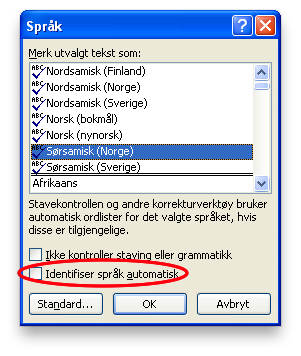 Språk
Merk utvalgt tekst som:
Nordsamisk (Finland)
Nordsamisk (Norge)
Nordsamisk (Sverige)
Norsk (bokmål)
Norsk (nynorsk)
Sørsamisk (Norge)
Sørsamisk (Sverige)
Afrikaans
Stavekontrollen og andre korrekturverktøy bruker
automatisk ordlister for det valgte språket, hvis
disse er tilgjengelige.
Ikke kontroller staving eller grammatikk
Identifiser språk automatisk
Standard... OK Avbryt